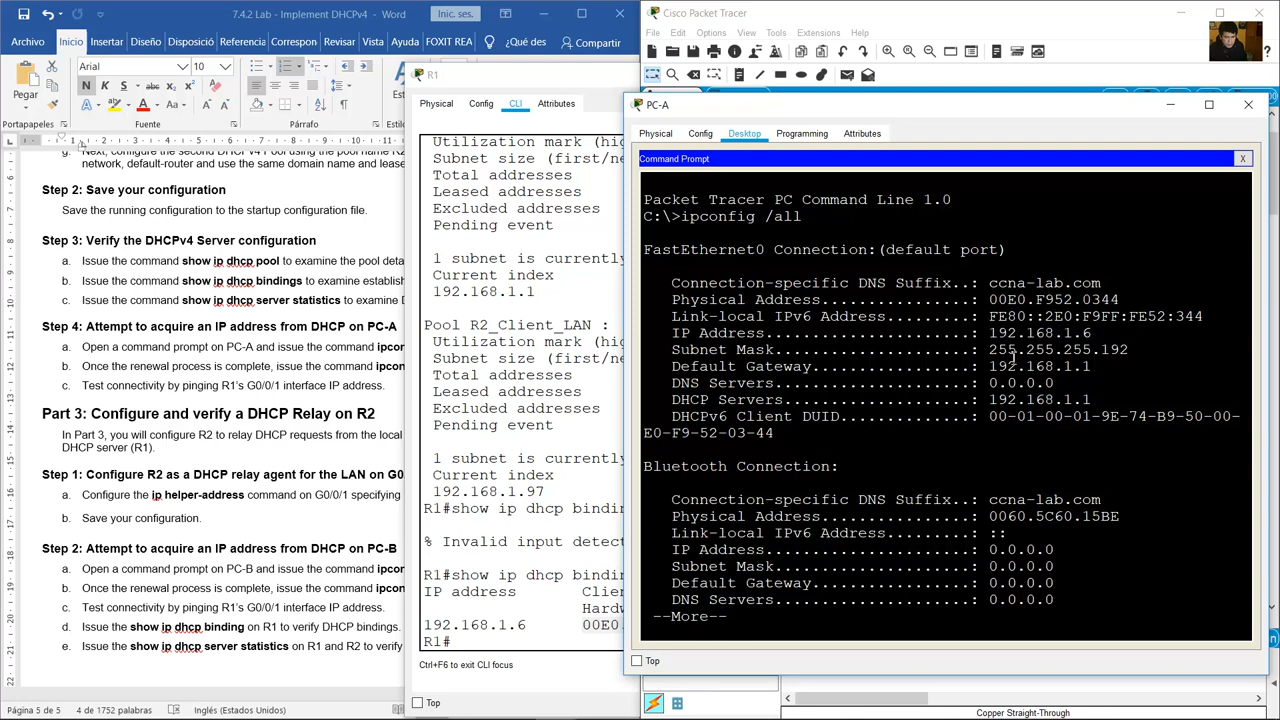 7.4.2 Lab - Implement DHCPv4 - Word
Inic. ses.
Archivo Inicio Insertar Diseño Disposició Referencia Correspon Revisar Vista Ayuda FOXIT REA ¿Qué des Compartir
Pegar
Arial 10
N K S abc x₂ x²
A Aa
Portapapeles Fuente Párrafo
network, default-router and use the same domain name and lease
Step 2: Save your configuration
Save the running configuration to the startup configuration file.
Step 3: Verify the DHCPv4 Server configuration
a. Issue the command show ip dhcp pool to examine the pool deta
b. Issue the command show ip dhcp bindings to examine establis
c. Issue the command show ip dhcp server statistics to examine D
Step 4: Attempt to acquire an IP address from DHCP on PC-A
a. Open a command prompt on PC-A and issue the command ipcon
b. Once the renewal process is complete, issue the command ipcon
c. Test connectivity by pinging R1's G0/0/1 interface IP address.
Part 3: Configure and verify a DHCP Relay on R2
In Part 3, you will configure R2 to relay DHCP requests from the local
DHCP server (R1).
Step 1: Configure R2 as a DHCP relay agent for the LAN on G0
a. Configure the ip helper-address command on G0/0/1 specifying
b. Save your configuration.
Step 2: Attempt to acquire an IP address from DHCP on PC-B
a. Open a command prompt on PC-B and issue the command ipcon
b. Once the renewal process is complete, issue the command ipcon
c. Test connectivity by pinging R1's G0/0/1 interface IP address.
d. Issue the show ip dhcp binding on R1 to verify DHCP bindings.
e. Issue the show ip dhcp server statistics on R1 and R2 to verify
Página 5 de 5 4 de 1752 palabras Inglés (Estados Unidos)
R1
Physical Config CLI Attributes
Utilization mark (hig
Subnet size (first/ne
Total addresses
Leased addresses
Excluded addresses
Pending event
1 subnet is currently
Current index
192.168.1.1
Pool R2_Client_LAN :
Utilization mark (hig
Subnet size (first/ne
Total addresses
Leased addresses
Excluded addresses
Pending event
1 subnet is currently
Current index
192.168.1.97
R1#show ip dhcp bindin
% Invalid input detect
R1#show ip dhcp bindin
IP address Clien
Hardw
192.168.1.6 00E0.
R1#
Ctrl+F6 to exit CLI focus
Top
Cisco Packet Tracer
File Edit Options View Tools Extensions
PC-A
Physical Config Desktop Programming Attributes
Command Prompt
X
Packet Tracer PC Command Line 1.0
C:\>ipconfig /all
FastEthernet0 Connection:(default port)
Connection-specific DNS Suffix..: ccna-lab.com
Physical Address................: 00E0.F952.0344
Link-local IPv6 Address.........: FE80::2E0:F9FF:FE52:344
IP Address......................: 192.168.1.6
Subnet Mask.....................: 255.255.255.192
Default Gateway.................: 192.168.1.1
DNS Servers.....................: 0.0.0.0
DHCP Servers....................: 192.168.1.1
DHCPv6 Client DUID..............: 00-01-00-01-9E-74-B9-50-00-
E0-F9-52-03-44
Bluetooth Connection:
Connection-specific DNS Suffix..: ccna-lab.com
Physical Address................: 0060.5C60.15BE
Link-local IPv6 Address.........: ::
IP Address......................: 0.0.0.0
Subnet Mask.....................: 0.0.0.0
Default Gateway.................: 0.0.0.0
DNS Servers.....................: 0.0.0.0
--More--
Top
Copper Straight-Through